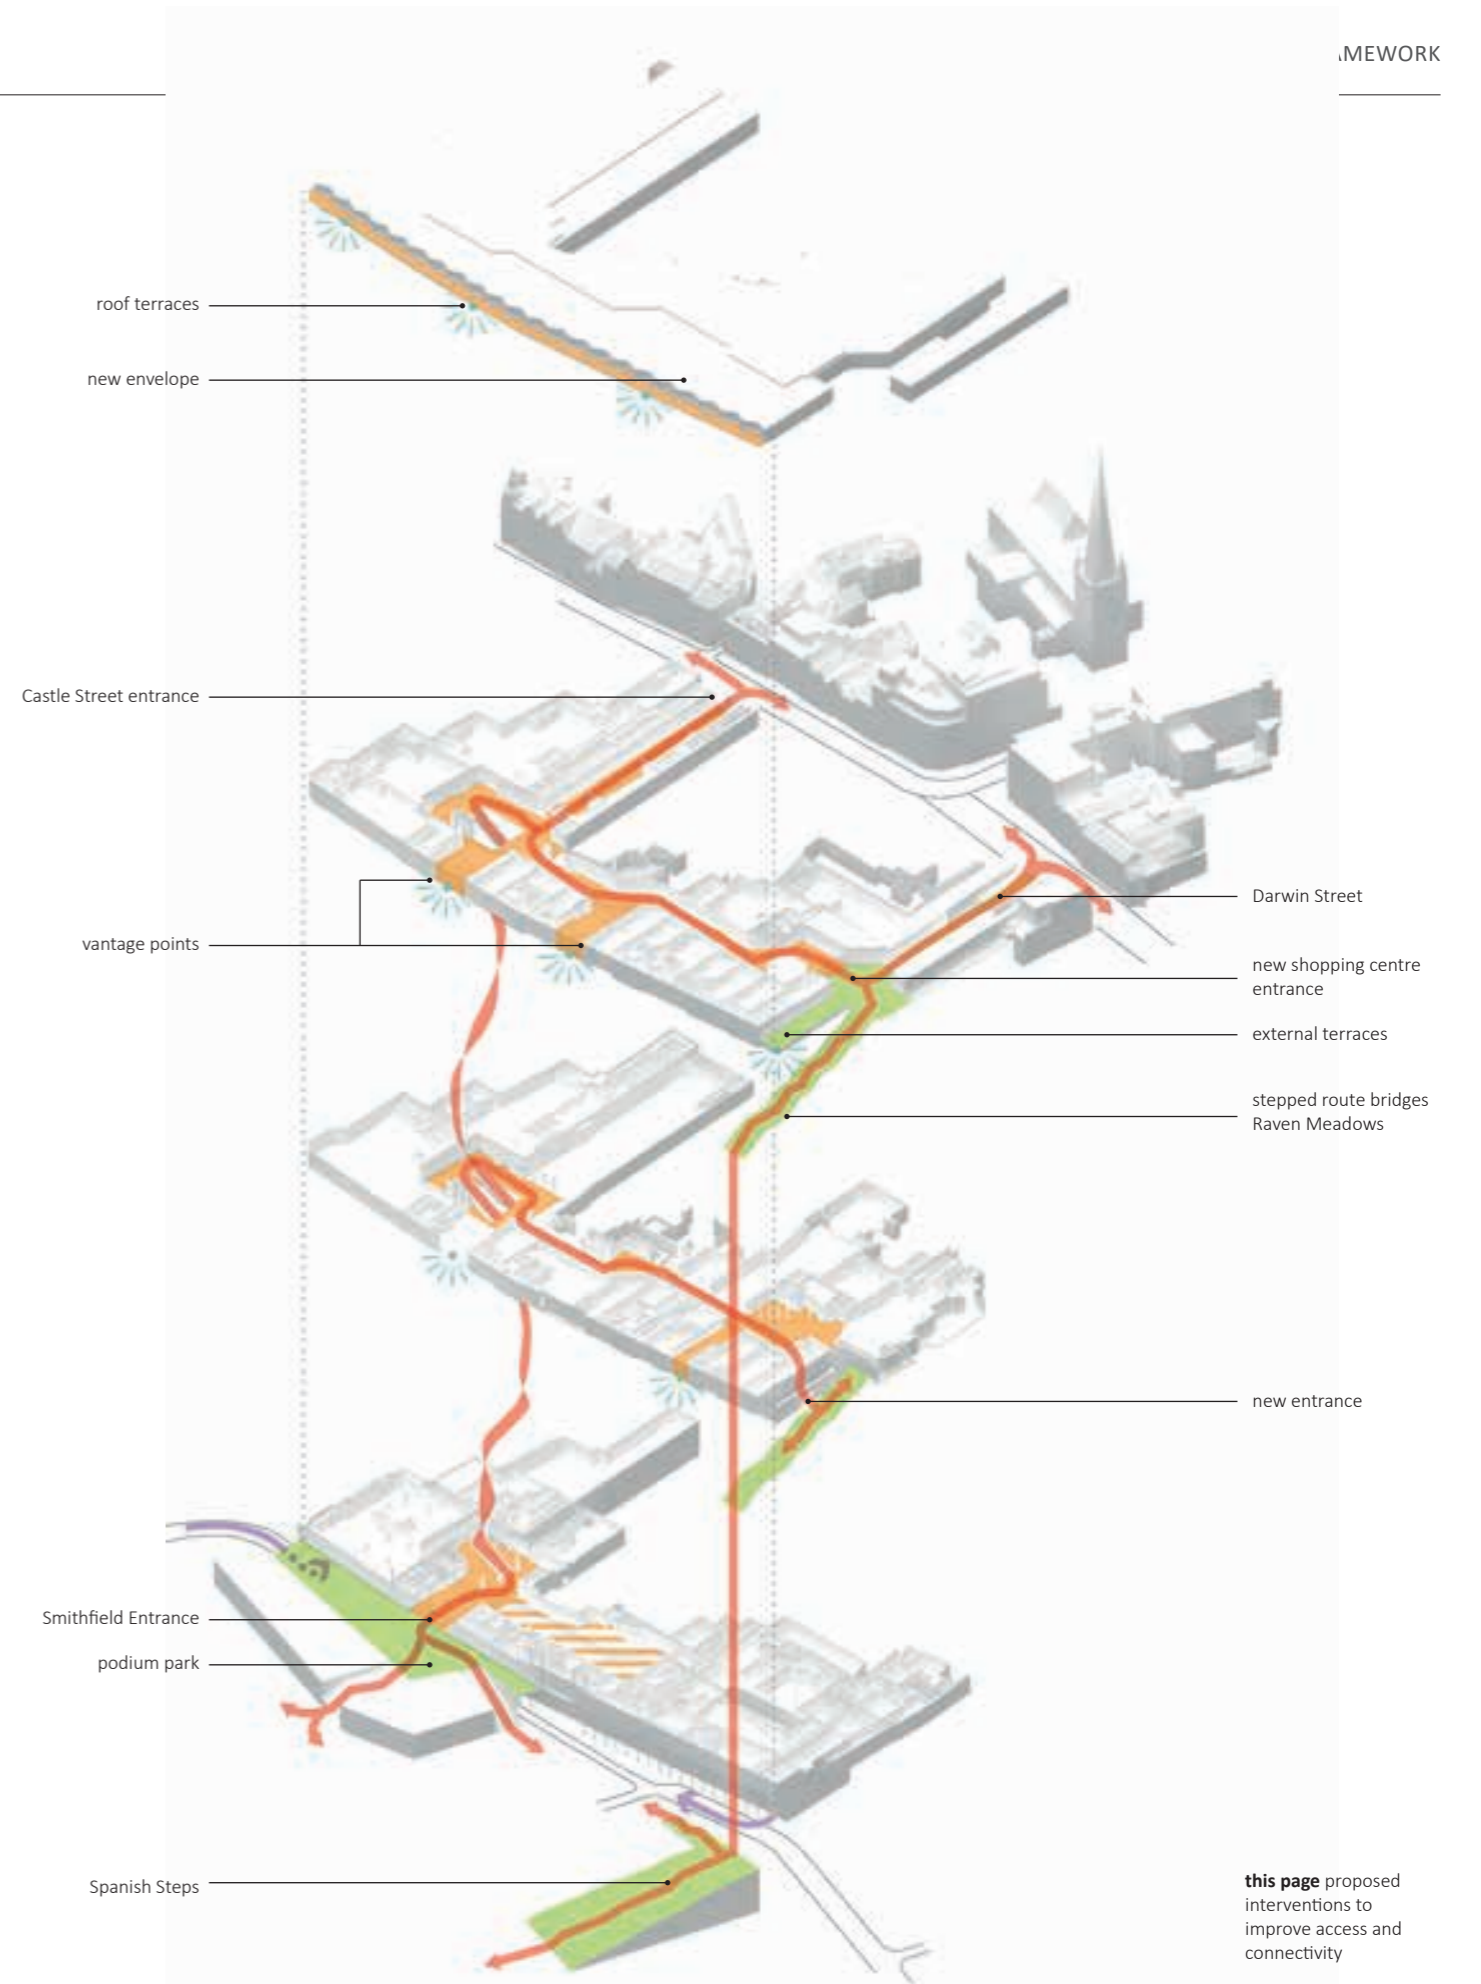 AMEWORK
roof terraces
new envelope
Castle Street entrance
vantage points
Darwin Street
new shopping centre
entrance
external terraces
stepped route bridges
Raven Meadows
new entrance
Smithfield Entrance
podium park
Spanish Steps
this page proposed
interventions to
improve access and
connectivity